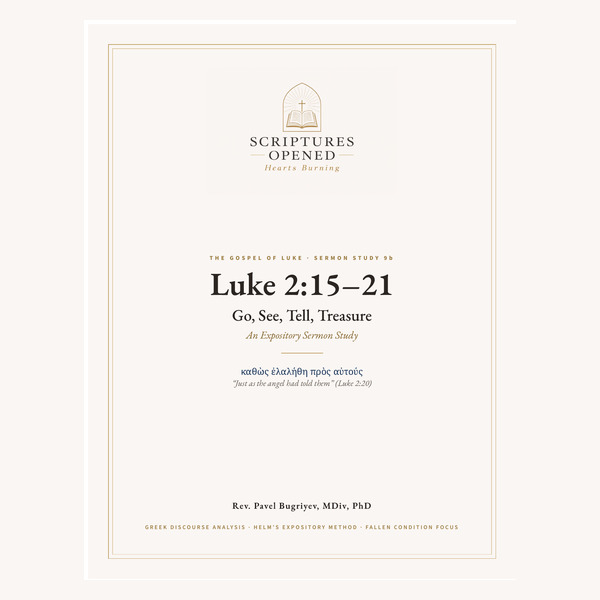 SCRIPTURES
OPENED
Hearts Burning
THE GOSPEL OF LUKE · SERMON STUDY 9b
Luke 2:15–21
Go, See, Tell, Treasure
An Expository Sermon Study
καθὼς ἐλαλήθη πρὸς αὐτούς
“Just as the angel had told them” (Luke 2:20)
Rev. Pavel Bugriyev, MDiv, PhD
GREEK DISCOURSE ANALYSIS · HELM'S EXPOSITORY METHOD · FALLEN CONDITION FOCUS